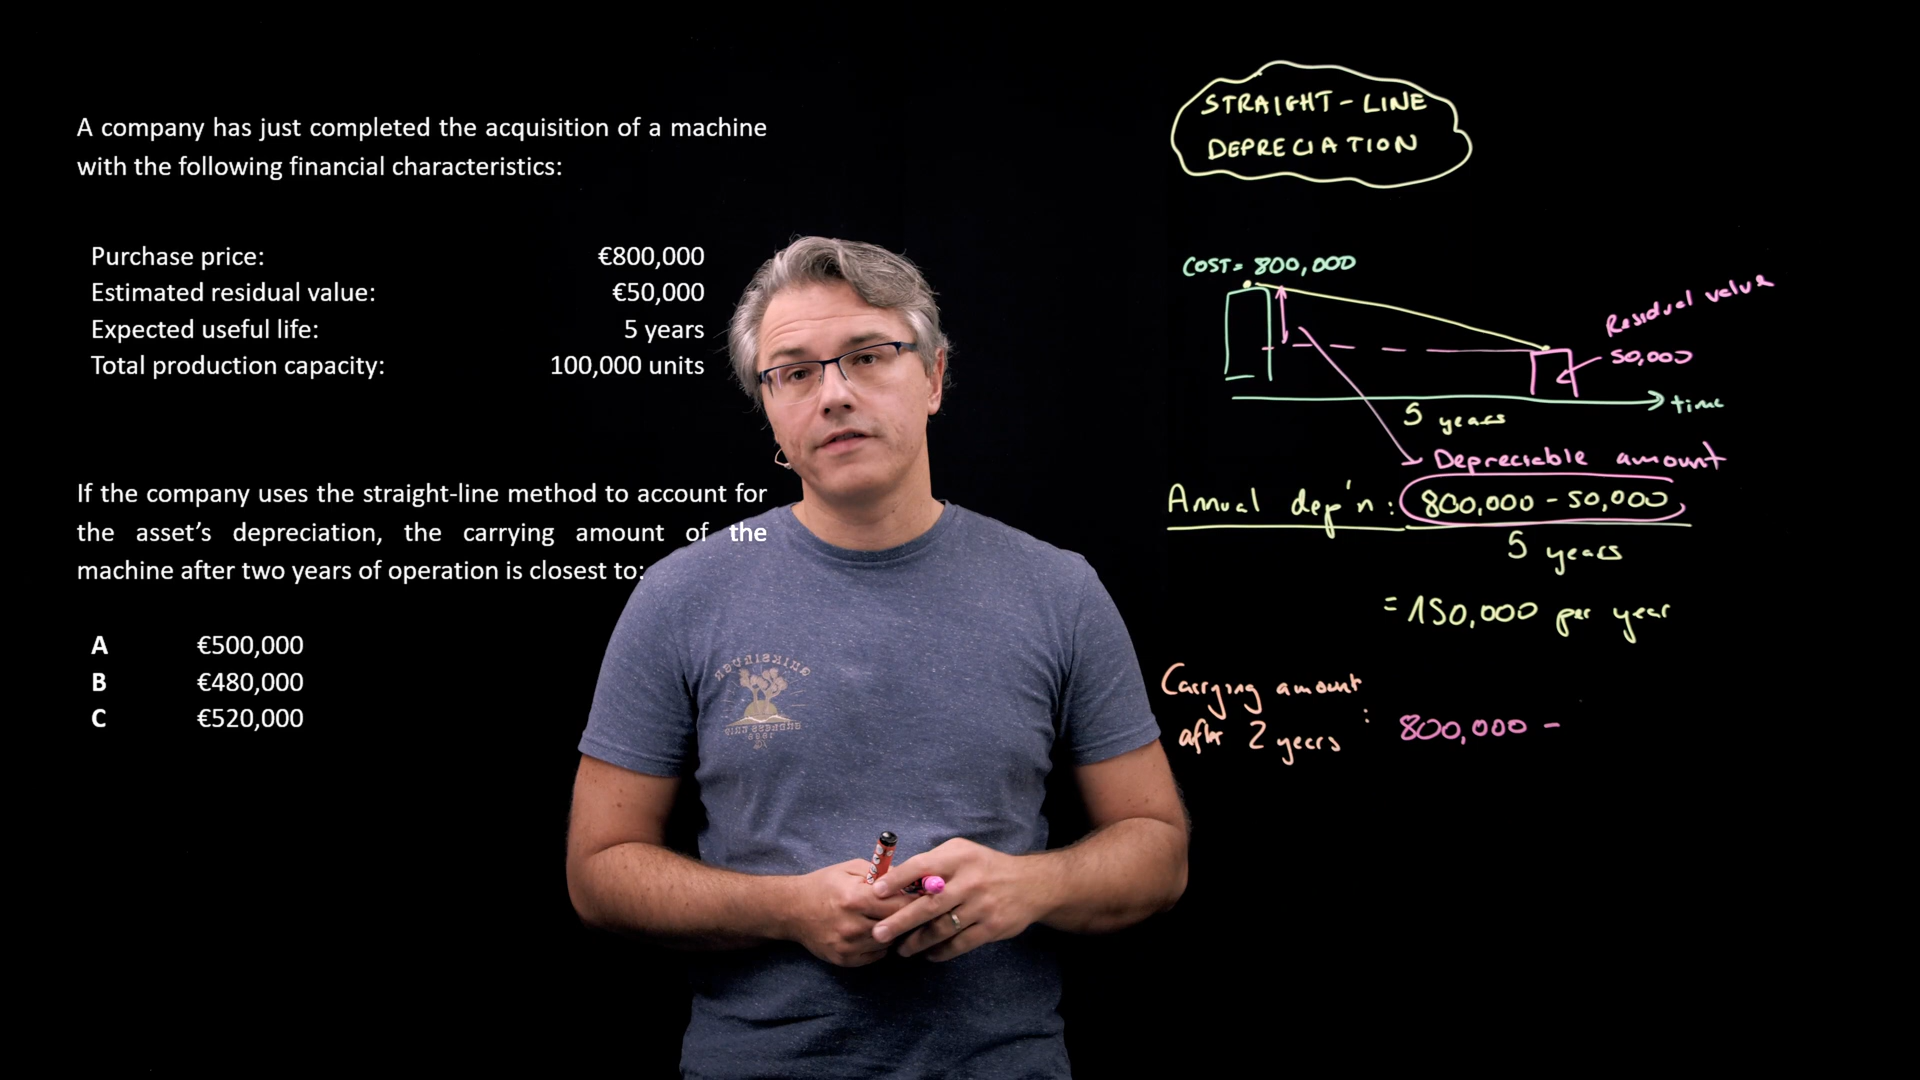 A company has just completed the acquisition of a machine
with the following financial characteristics:
Purchase price: €800,000
Estimated residual value: €50,000
Expected useful life: 5 years
Total production capacity: 100,000 units
If the company uses the straight-line method to account for
the asset’s depreciation, the carrying amount of the
machine after two years of operation is closest to:
A €500,000
B €480,000
C €520,000
STRAIGHT-LINE
DEPRECIATION
COST = 800,000
Residual value
50,000
time
5 years
Depreciable amount
Annual dep'n: 800,000 - 50,000
5 years
= 150,000 per year
Carrying amount
after 2 years : 800,000 -
QUIKSILVER